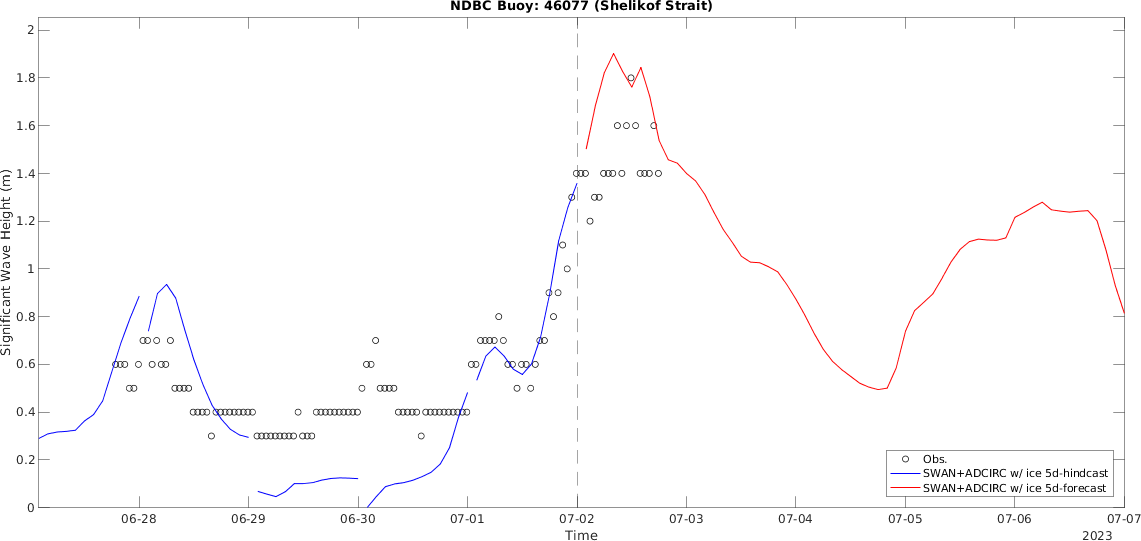 NDBC Buoy: 46077 (Shelikof Strait)
Significant Wave Height (m)
2
1.8
1.6
1.4
1.2
1
0.8
0.6
0.4
0.2
0
Obs.
SWAN+ADCIRC w/ ice 5d-hindcast
SWAN+ADCIRC w/ ice 5d-forecast
06-28 06-29 06-30 07-01 07-02 07-03 07-04 07-05 07-06 07-07
Time
2023